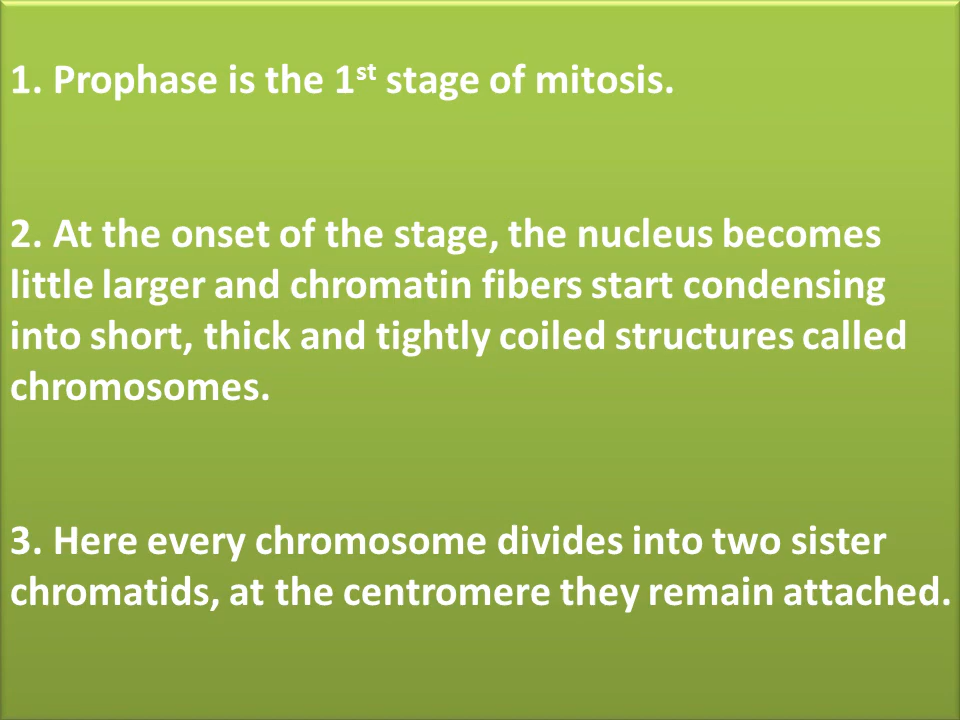 1. Prophase is the 1st stage of mitosis.
2. At the onset of the stage, the nucleus becomes
little larger and chromatin fibers start condensing
into short, thick and tightly coiled structures called
chromosomes.
3. Here every chromosome divides into two sister
chromatids, at the centromere they remain attached.